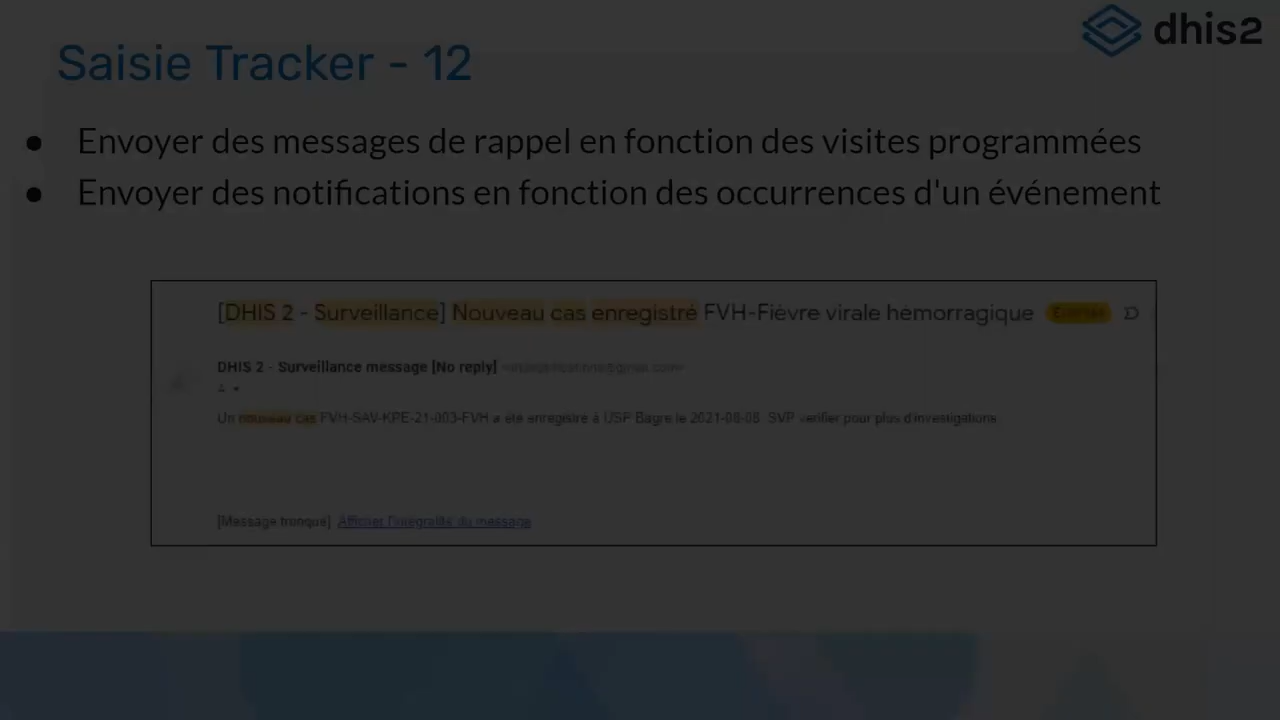 dhis2
Saisie Tracker - 12
● Envoyer des messages de rappel en fonction des visites programmées
● Envoyer des notifications en fonction des occurrences d'un événement
[DHIS 2 - Surveillance] Nouveau cas enregistré FVH-Fièvre virale hémorragique
DHIS 2 - Surveillance message [No reply]
Un nouveau cas FVH-SAV-KPE-21-003-FVH a été enregistré à USP Bagre le 2021-08-08. SVP verifier pour plus d'investigations.
[Message tronqué] Afficher l'intégralité du message